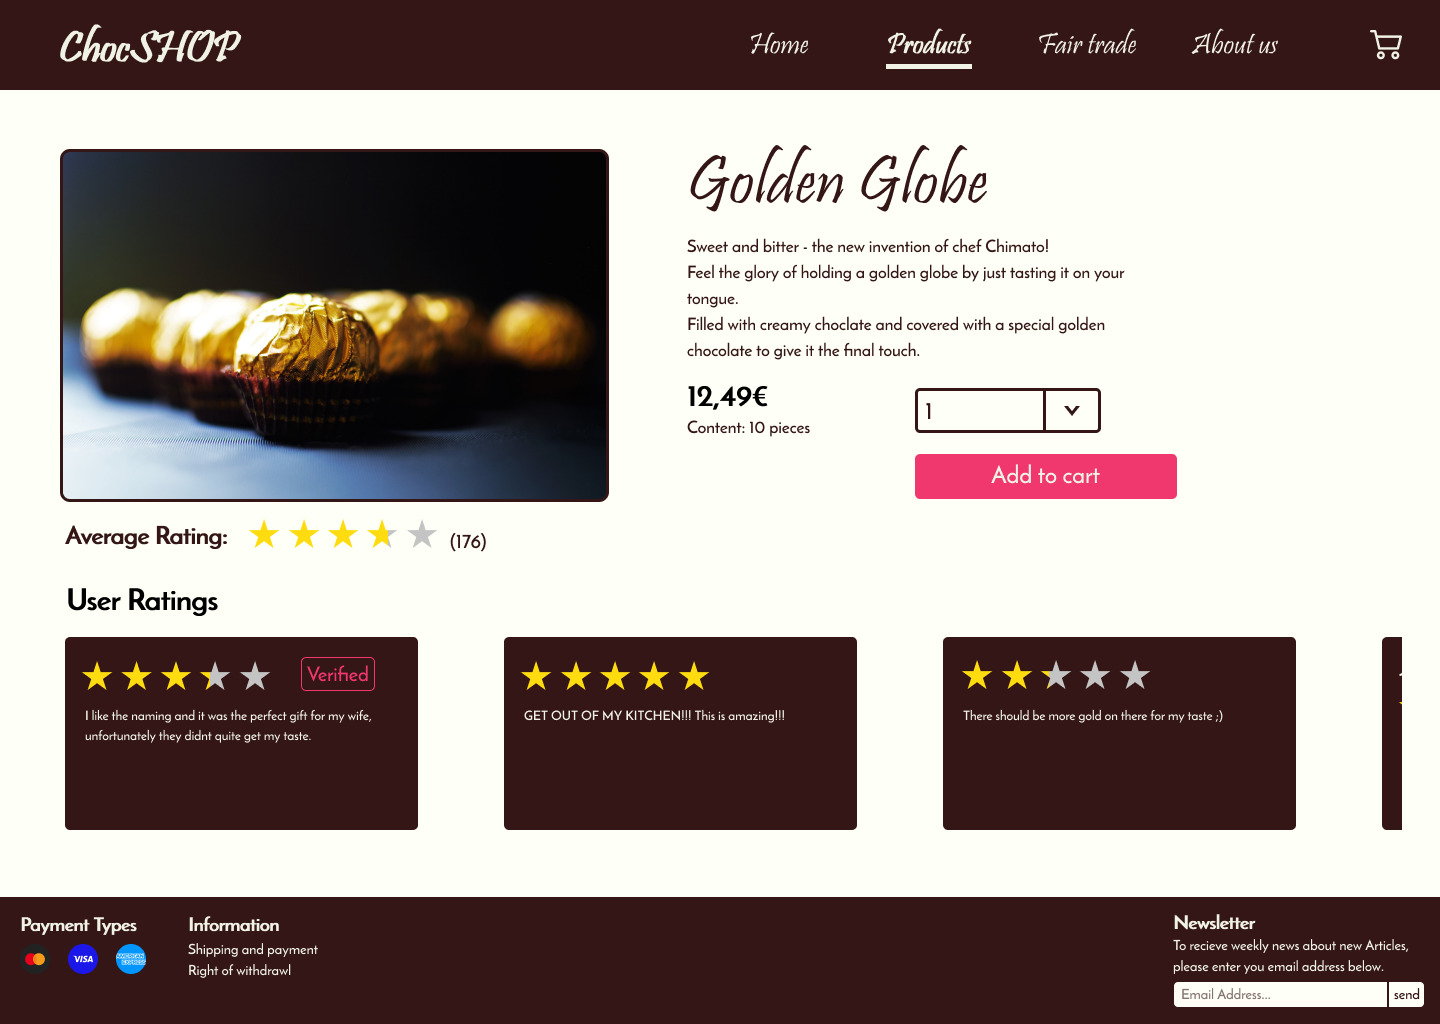 ChocSHOP
Home
Products
Fair trade
About us
Golden Globe
Sweet and bitter - the new invention of chef Chimato!
Feel the glory of holding a golden globe by just tasting it on your
tongue.
Filled with creamy choclate and covered with a special golden
chocolate to give it the final touch.
12,49€
Content: 10 pieces
1
Add to cart
Average Rating:
(176)
User Ratings
Verified
I like the naming and it was the perfect gift for my wife,
unfortunately they didnt quite get my taste.
GET OUT OF MY KITCHEN!!! This is amazing!!!
There should be more gold on there for my taste ;)
Payment Types
VISA
AMERICAN
EXPRESS
Information
Shipping and payment
Right of withdrawl
Newsletter
To recieve weekly news about new Articles,
please enter you email address below.
Email Address...
send